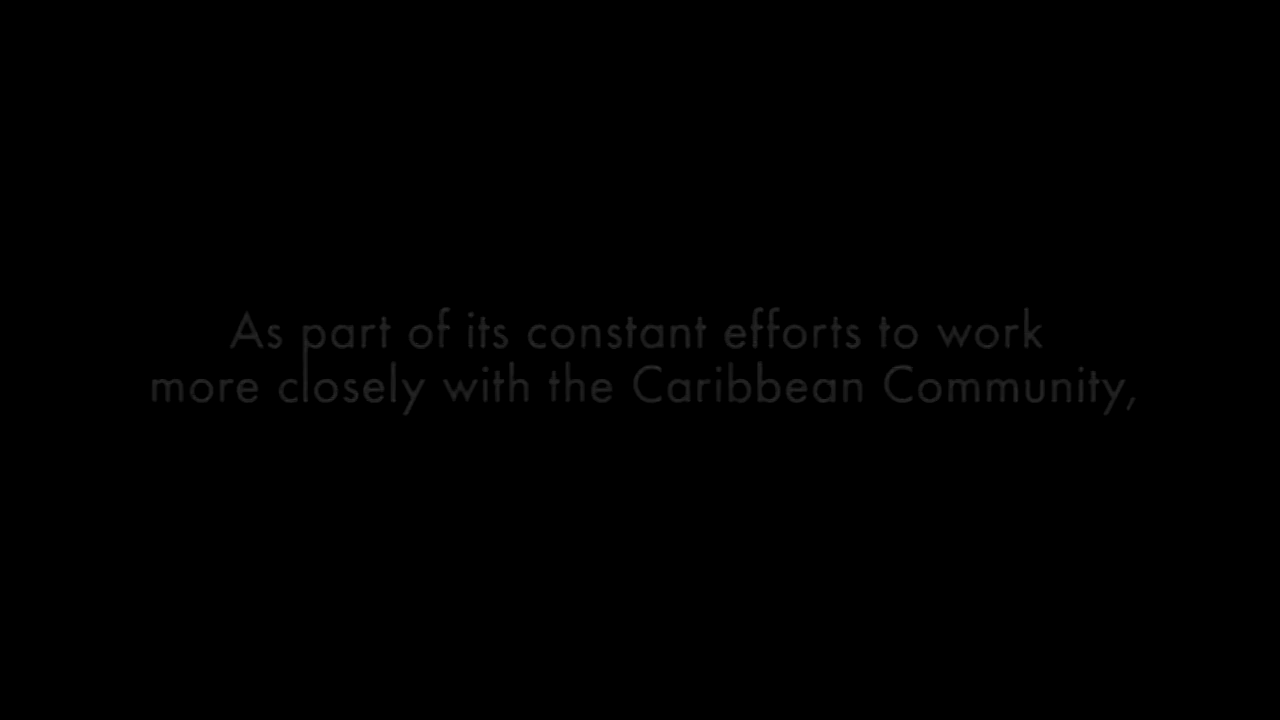 As part of its constant efforts to work
more closely with the Caribbean Community,